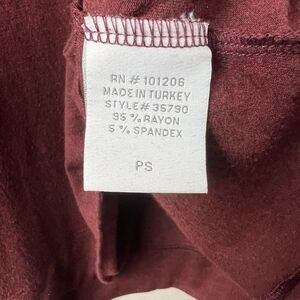 RN # 101206
MADE IN TURKEY
STYLE# 35790
95 % RAYON
5 % SPANDEX
PS